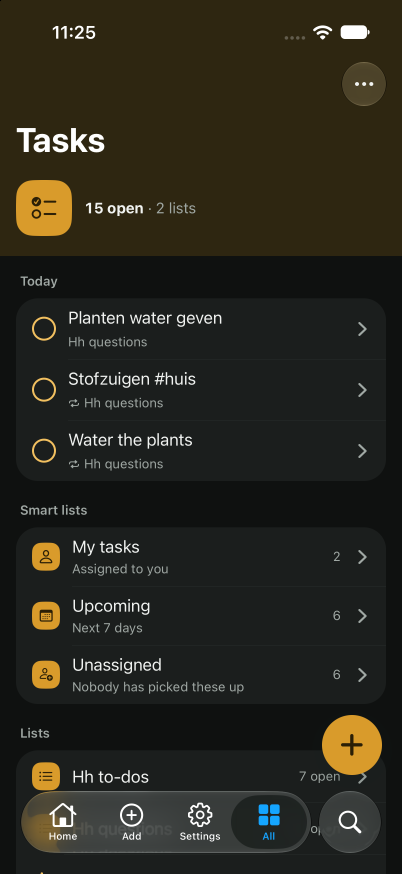 11:25
Tasks
15 open · 2 lists
Today
Planten water geven
Hh questions
Stofzuigen #huis
Hh questions
Water the plants
Hh questions
Smart lists
My tasks
Assigned to you
2
Upcoming
Next 7 days
6
Unassigned
Nobody has picked these up
6
Lists
Hh to-dos
7 open
Hh questions
Home
Add
Settings
All